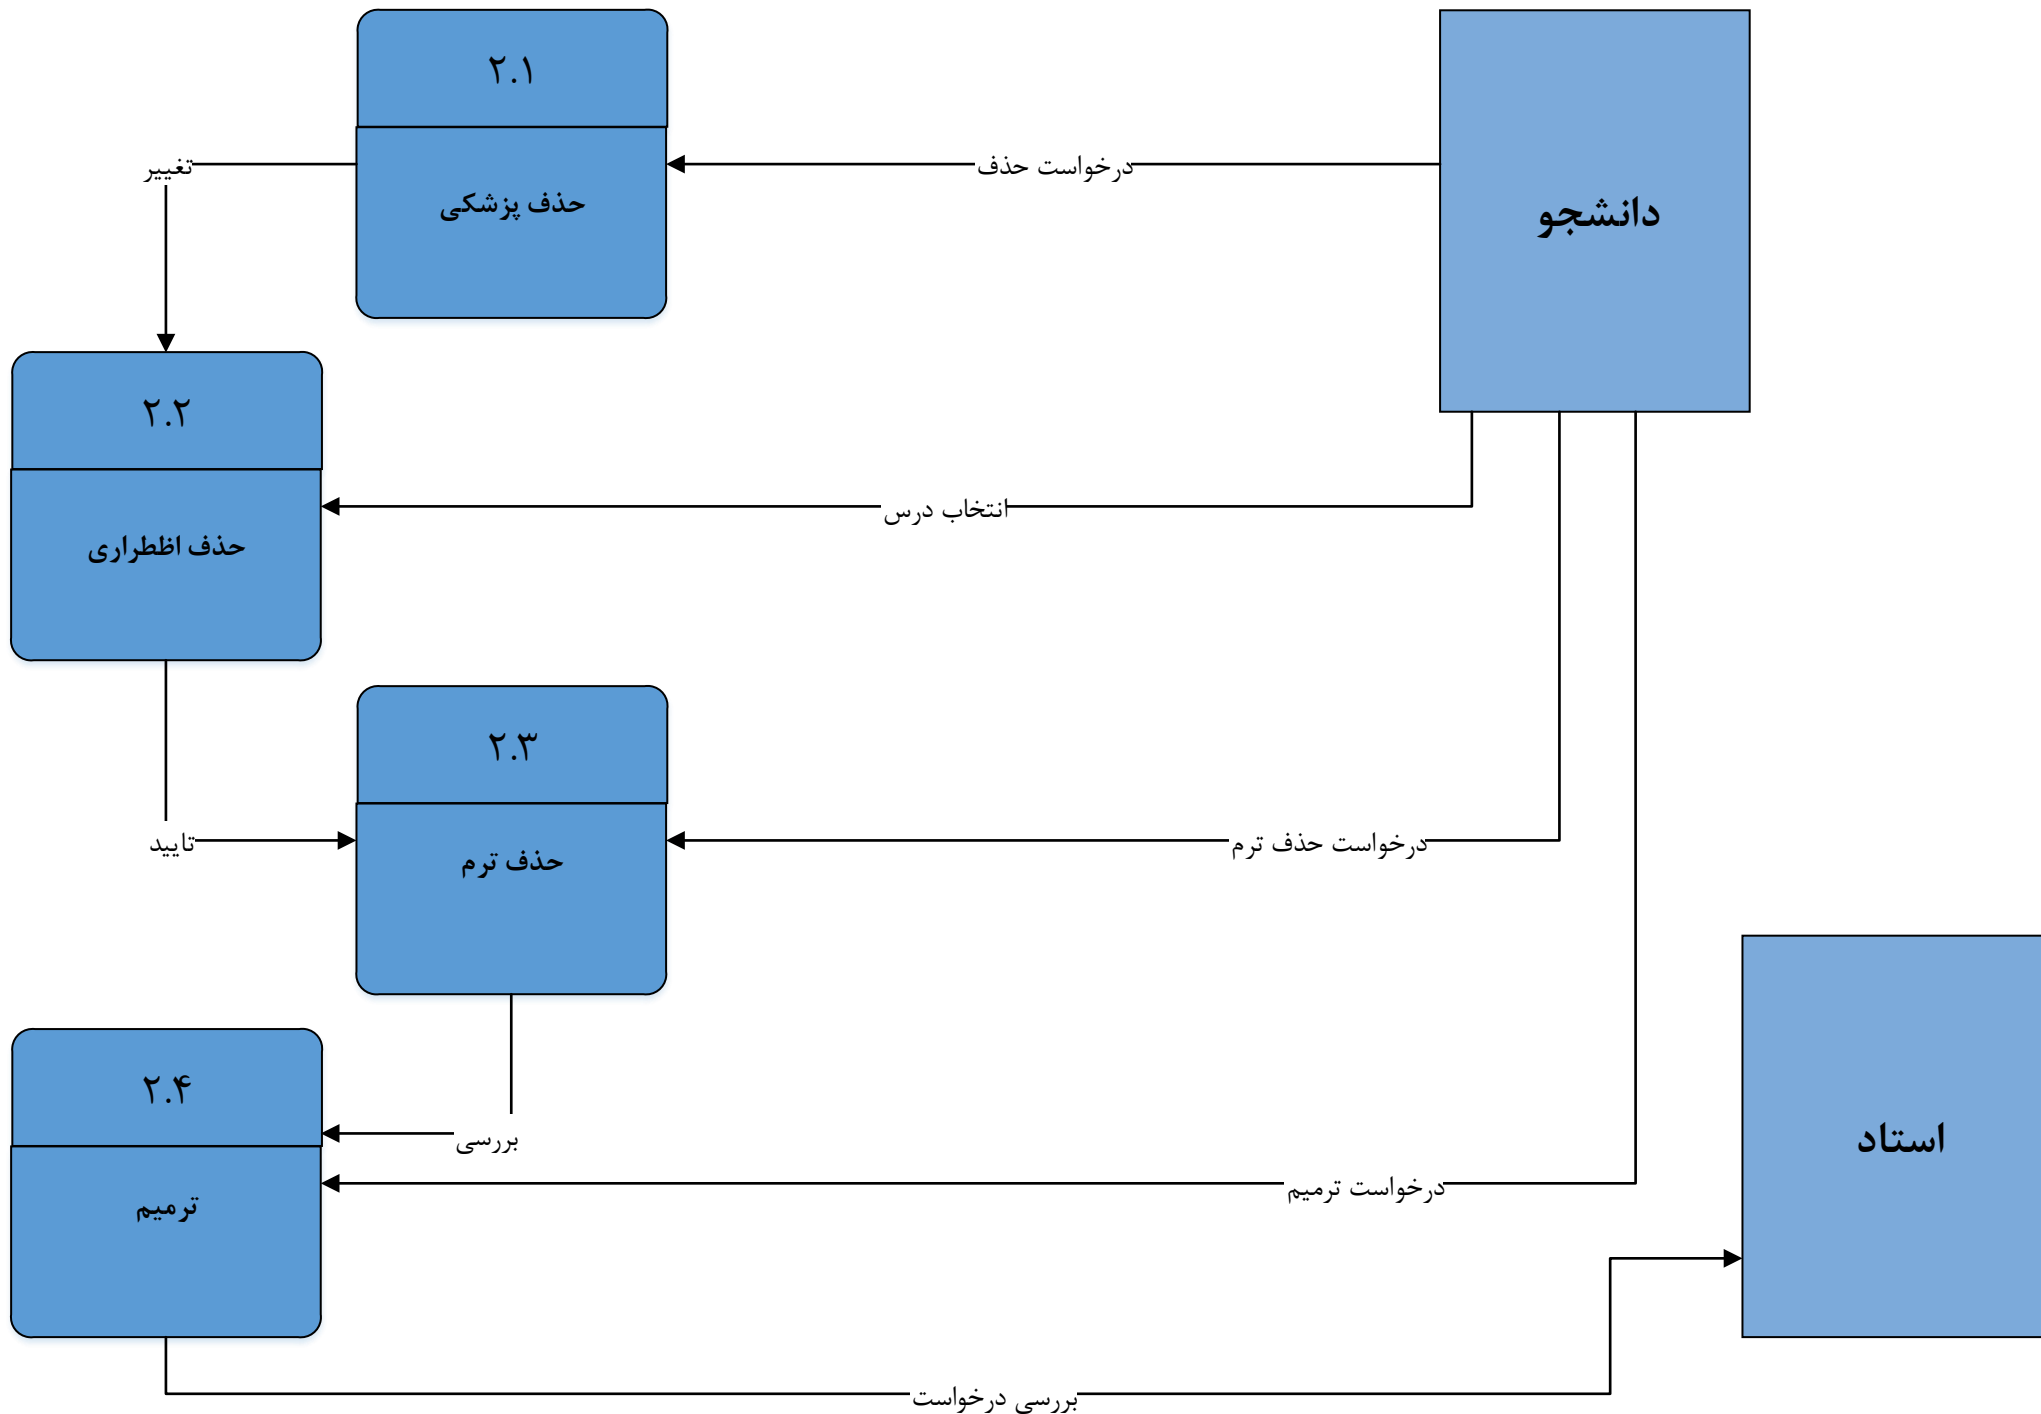 ۲.۱
حذف پزشکی
دانشجو
درخواست حذف
تغییر
۲.۲
حذف اظطراری
انتخاب درس
۲.۳
حذف ترم
درخواست حذف ترم
تایید
۲.۴
ترمیم
بررسی
درخواست ترمیم
استاد
بررسی درخواست